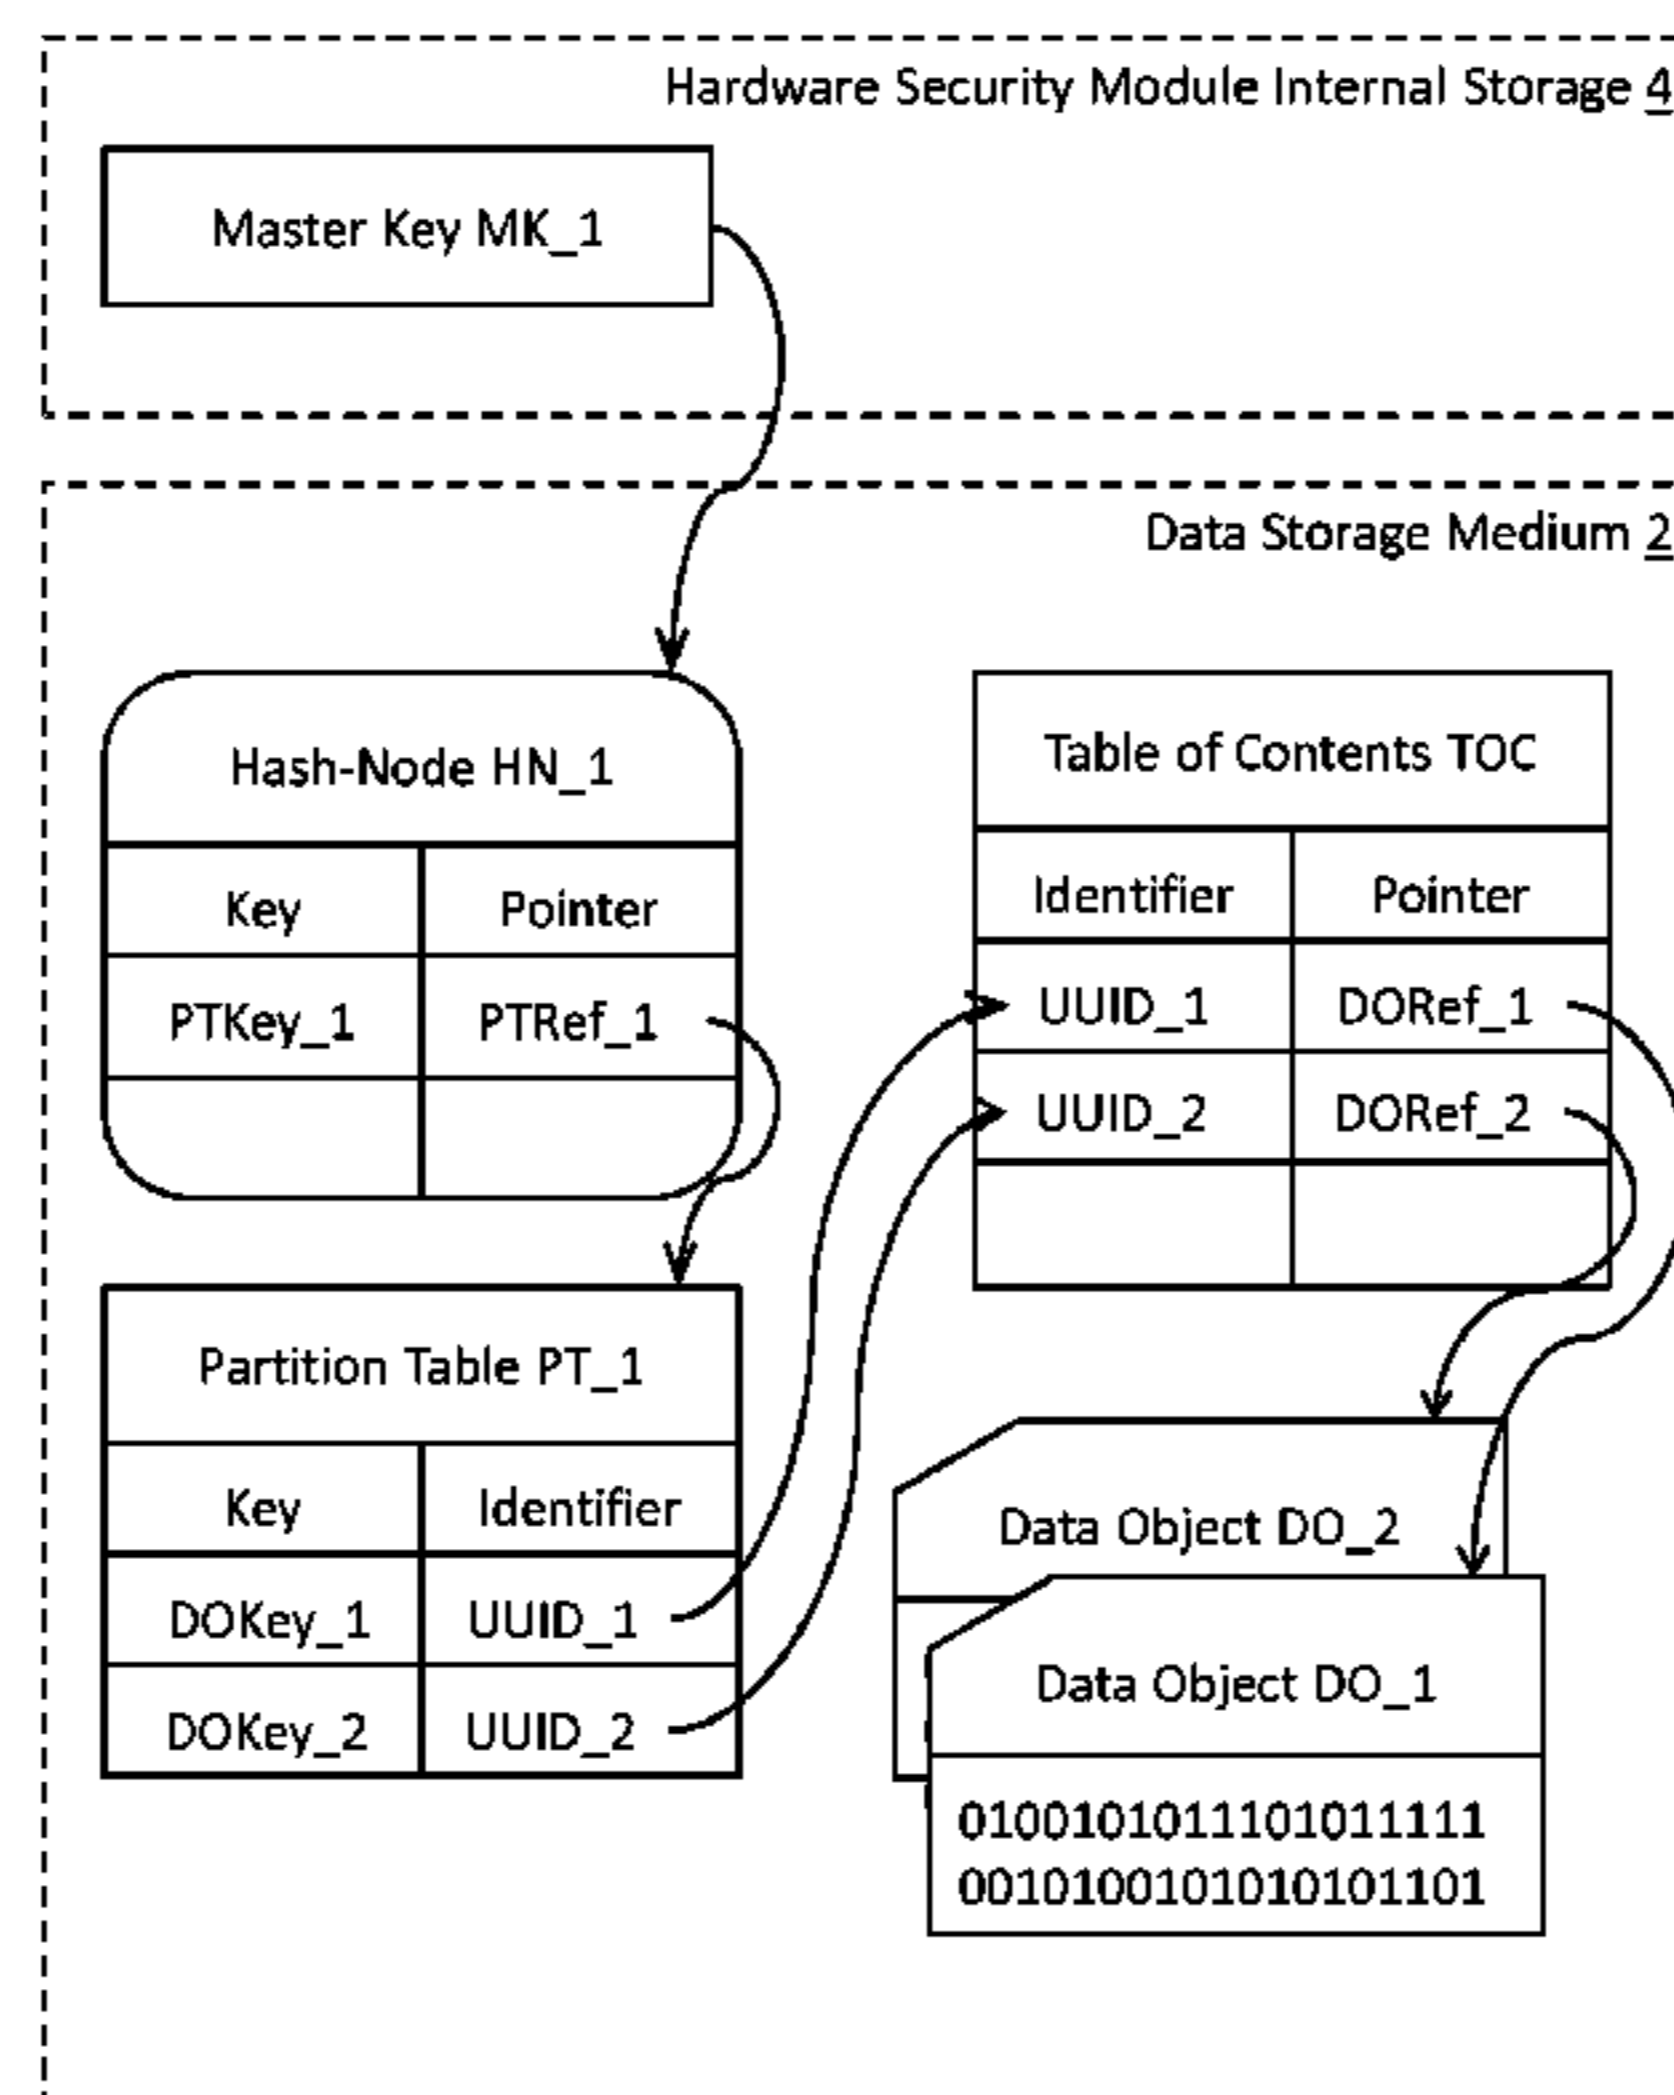 Hardware Security Module Internal Storage 4
Master Key MK_1
Data Storage Medium 2
Hash-Node HN_1
Key Pointer
PTKey_1 PTRef_1
Table of Contents TOC
Identifier Pointer
UUID_1 DORef_1
UUID_2 DORef_2
Partition Table PT_1
Key Identifier
DOKey_1 UUID_1
DOKey_2 UUID_2
Data Object DO_2
Data Object DO_1
0100101011101011111
0010100101010101101